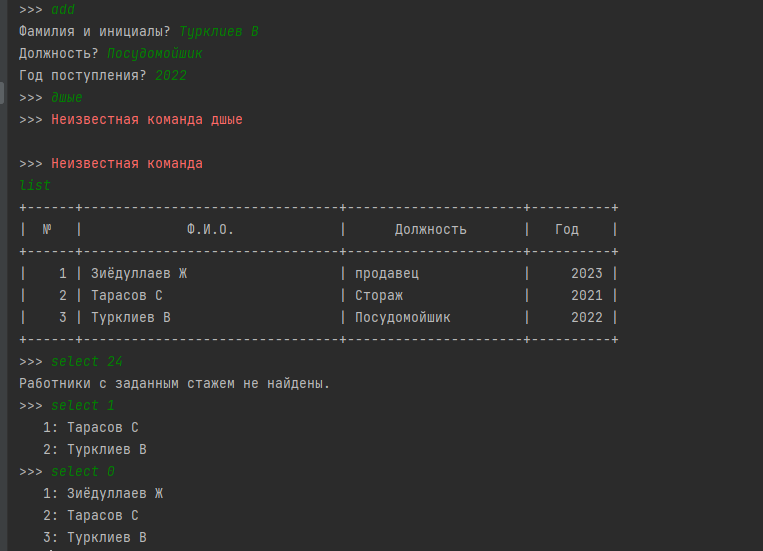 >>> add
Фамилия и инициалы? Турклиев В
Должность? Посудомойшик
Год поступления? 2022
>>> дшые
>>> Неизвестная команда дшые
>>> Неизвестная команда
list
+------+--------------------------------+----------------------+----------+
|  №   |             Ф.И.О.             |      Должность       |   Год    |
+------+--------------------------------+----------------------+----------+
|    1 | Зиёдуллаев Ж                   | продавец             |     2023 |
|    2 | Тарасов С                      | Стораж               |     2021 |
|    3 | Турклиев В                     | Посудомойшик         |     2022 |
+------+--------------------------------+----------------------+----------+
>>> select 24
Работники с заданным стажем не найдены.
>>> select 1
   1: Тарасов С
   2: Турклиев В
>>> select 0
   1: Зиёдуллаев Ж
   2: Тарасов С
   3: Турклиев В